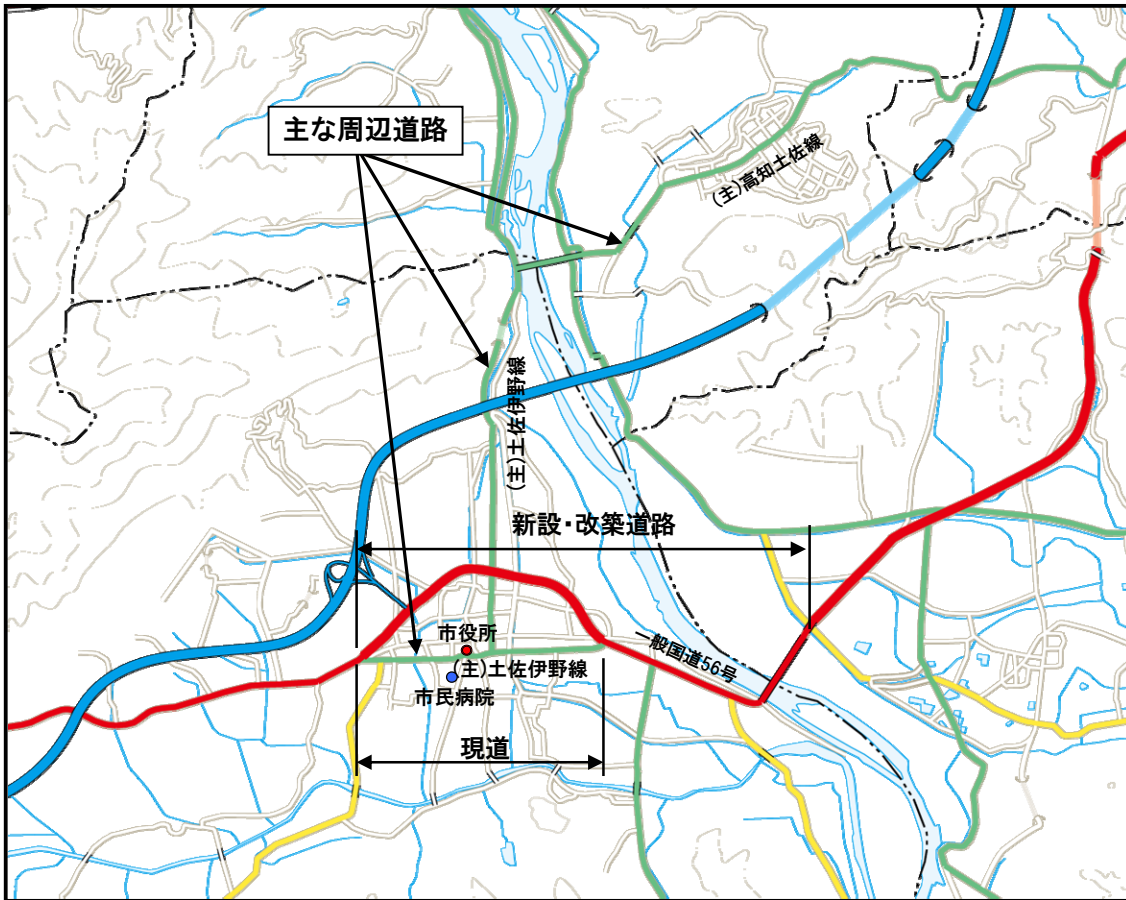 主な周辺道路
(主)高知土佐線
(主)土佐伊野線
新設・改築道路
市役所
(主)土佐伊野線
市民病院
一般国道56号
現道